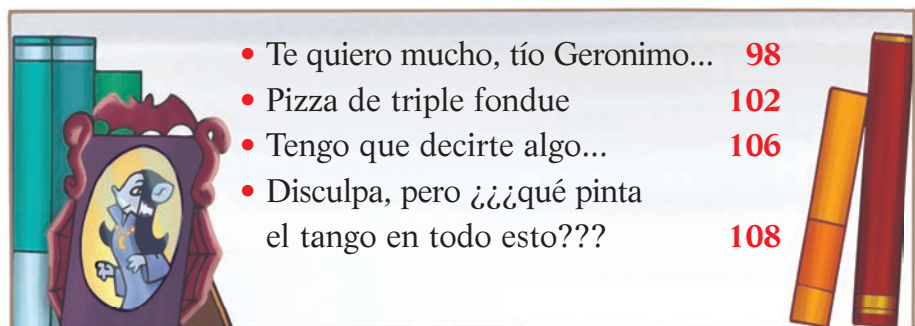 • Te quiero mucho, tío Geronimo... 98
• Pizza de triple fondue 102
• Tengo que decirte algo... 106
• Disculpa, pero ¿¿¿qué pinta
el tango en todo esto??? 108